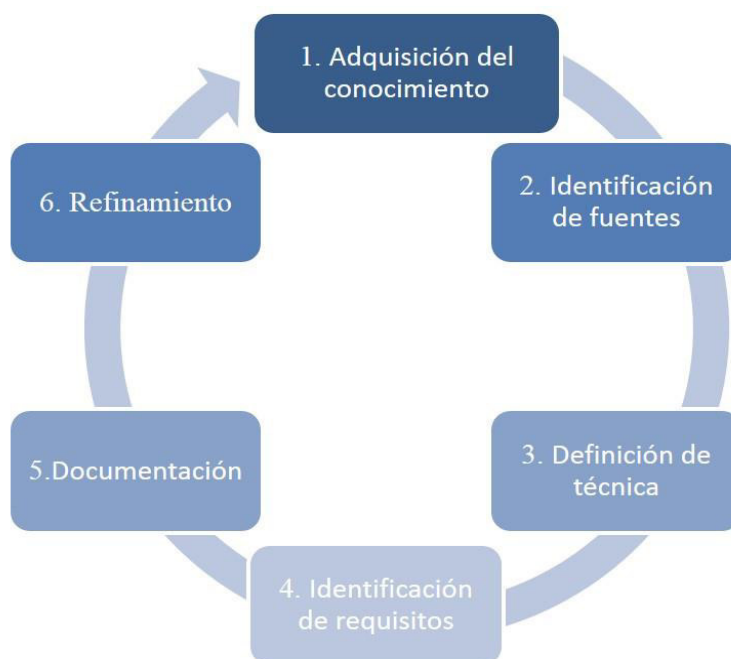 1. Adquisición del
conocimiento
2. Identificación
de fuentes
3. Definición de
técnica
4. Identificación
de requisitos
5.Documentación
6. Refinamiento